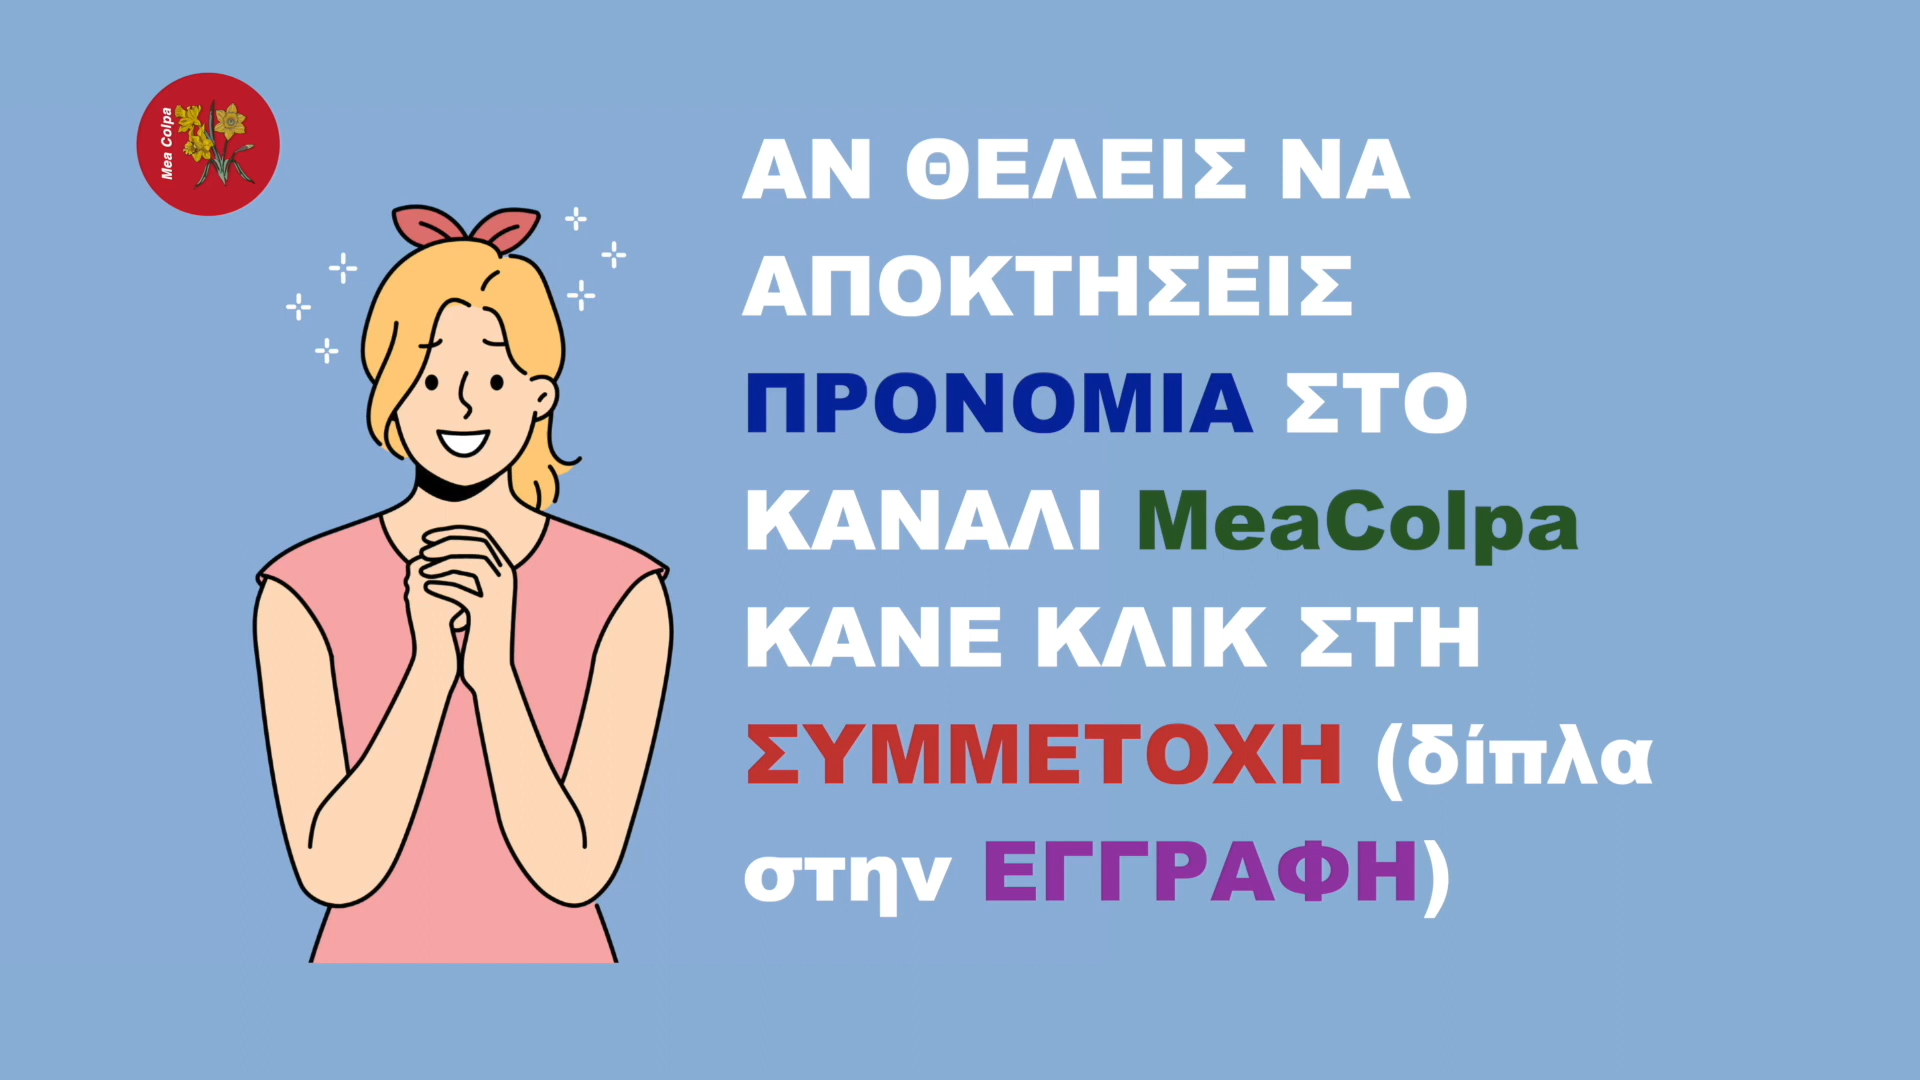 Mea Colpa
ΑΝ ΘΕΛΕΙΣ ΝΑ
ΑΠΟΚΤΗΣΕΙΣ
ΠΡΟΝΟΜΙΑ ΣΤΟ
ΚΑΝΑΛΙ MeaColpa
ΚΑΝΕ ΚΛΙΚ ΣΤΗ
ΣΥΜΜΕΤΟΧΗ (δίπλα
στην ΕΓΓΡΑΦΗ)